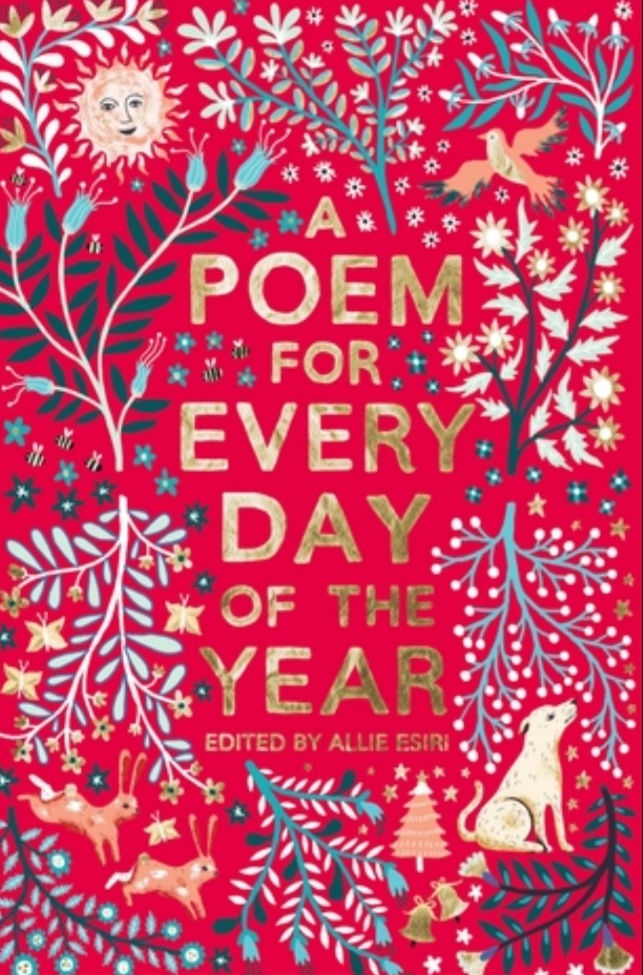 A
POEM
FOR
EVERY
DAY
OF THE
YEAR
EDITED BY ALLIE ESIRI